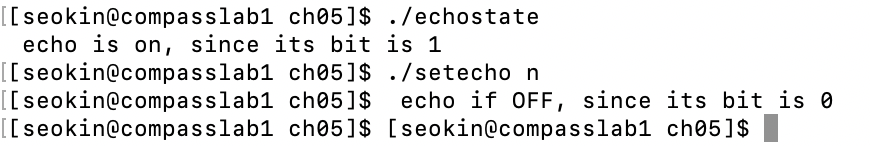 [[seokin@compasslab1 ch05]$ ./echostate
echo is on, since its bit is 1
[[seokin@compasslab1 ch05]$ ./setecho n
[[seokin@compasslab1 ch05]$  echo if OFF, since its bit is 0
[[seokin@compasslab1 ch05]$ [seokin@compasslab1 ch05]$